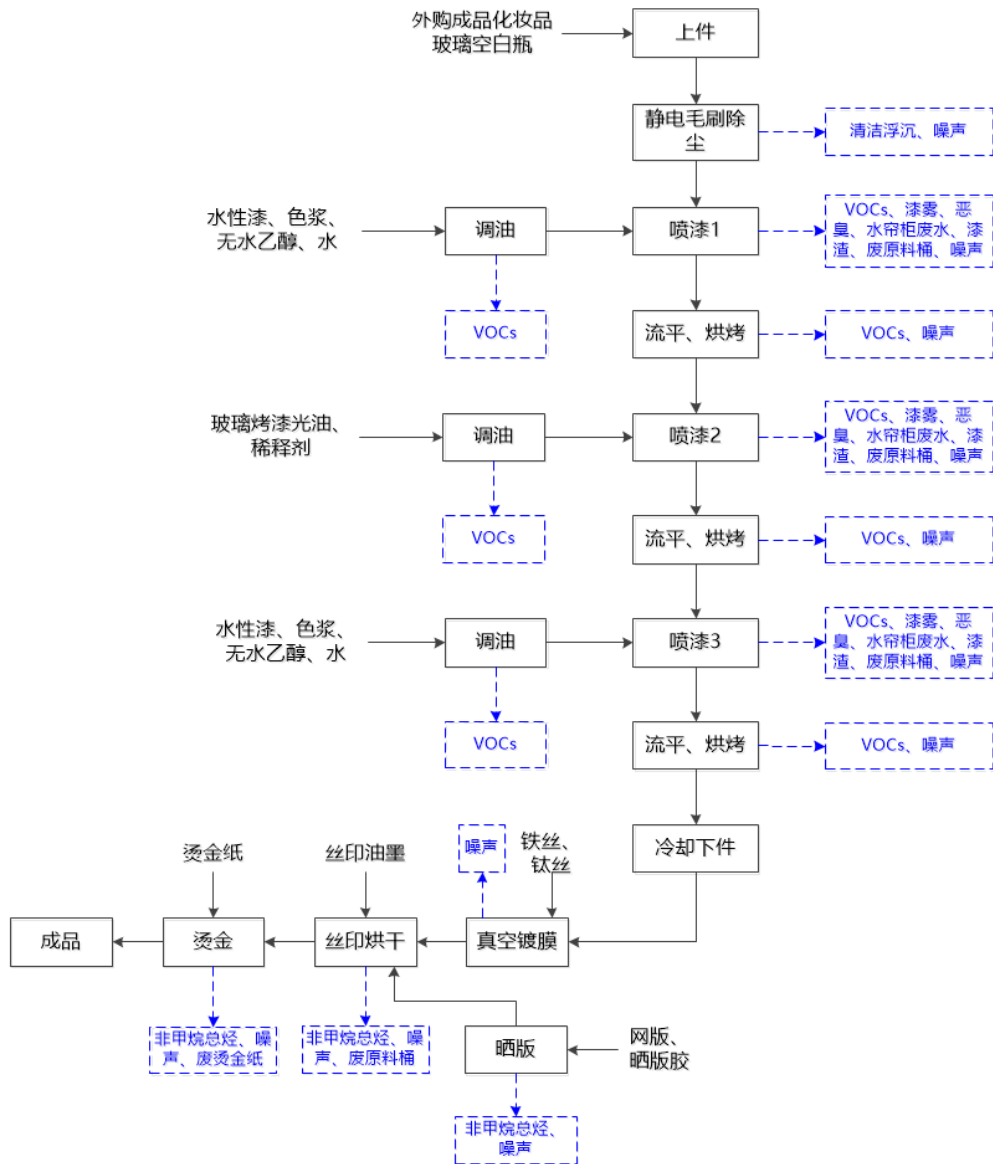 外购成品化妆品
玻璃空白瓶
上件
静电毛刷除
尘
清洁浮沉、噪声
水性漆、色浆、
无水乙醇、水
调油
喷漆1
VOCs、漆雾、恶
臭、水帘柜废水、漆
渣、废原料桶、噪声
VOCs
流平、烘烤
VOCs、噪声
玻璃烤漆光油、
稀释剂
调油
喷漆2
VOCs、漆雾、恶
臭、水帘柜废水、漆
渣、废原料桶、噪声
VOCs
流平、烘烤
VOCs、噪声
水性漆、色浆、
无水乙醇、水
调油
喷漆3
VOCs、漆雾、恶
臭、水帘柜废水、漆
渣、废原料桶、噪声
VOCs
流平、烘烤
VOCs、噪声
烫金纸
丝印油墨
噪声
铁丝、
钛丝
冷却下件
成品
烫金
丝印烘干
真空镀膜
非甲烷总烃、噪
声、废烫金纸
非甲烷总烃、噪
声、废原料桶
晒版
网版、
晒版胶
非甲烷总烃、
噪声